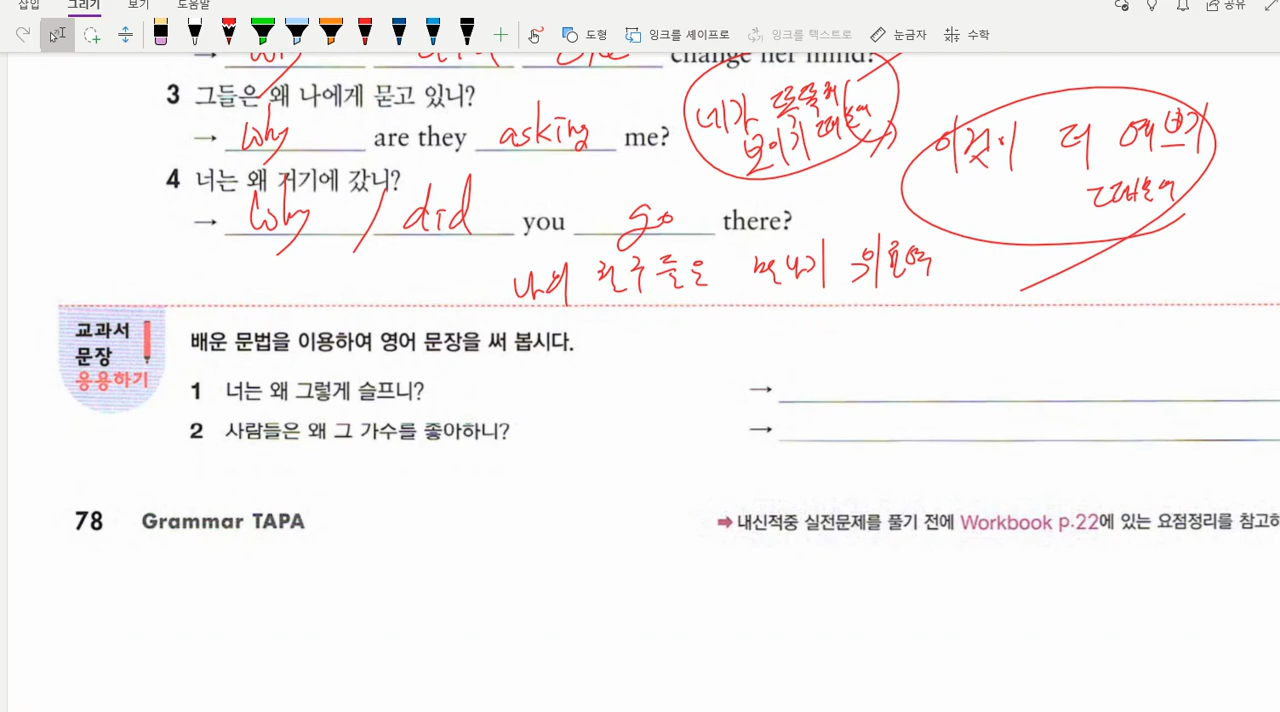 삽입 그리기 보기 도움말 공유
도형 잉크를 셰이프로 잉크를 텍스트로 눈금자 수학
→ why did she change her mind?
3 그들은 왜 나에게 묻고 있니?
→ why are they asking me?
네가 똑똑해
보이기 때문에
이것이 더 예쁘기
때문에
4 너는 왜 거기에 갔니?
→ Why did you go there?
나의 친구들은 만나기 위하여
교과서
문장
응용하기
배운 문법을 이용하여 영어 문장을 써 봅시다.
1 너는 왜 그렇게 슬프니? →
2 사람들은 왜 그 가수를 좋아하니? →
78 Grammar TAPA
➡ 내신적중 실전문제를 풀기 전에 Workbook p.22에 있는 요점정리를 참고하